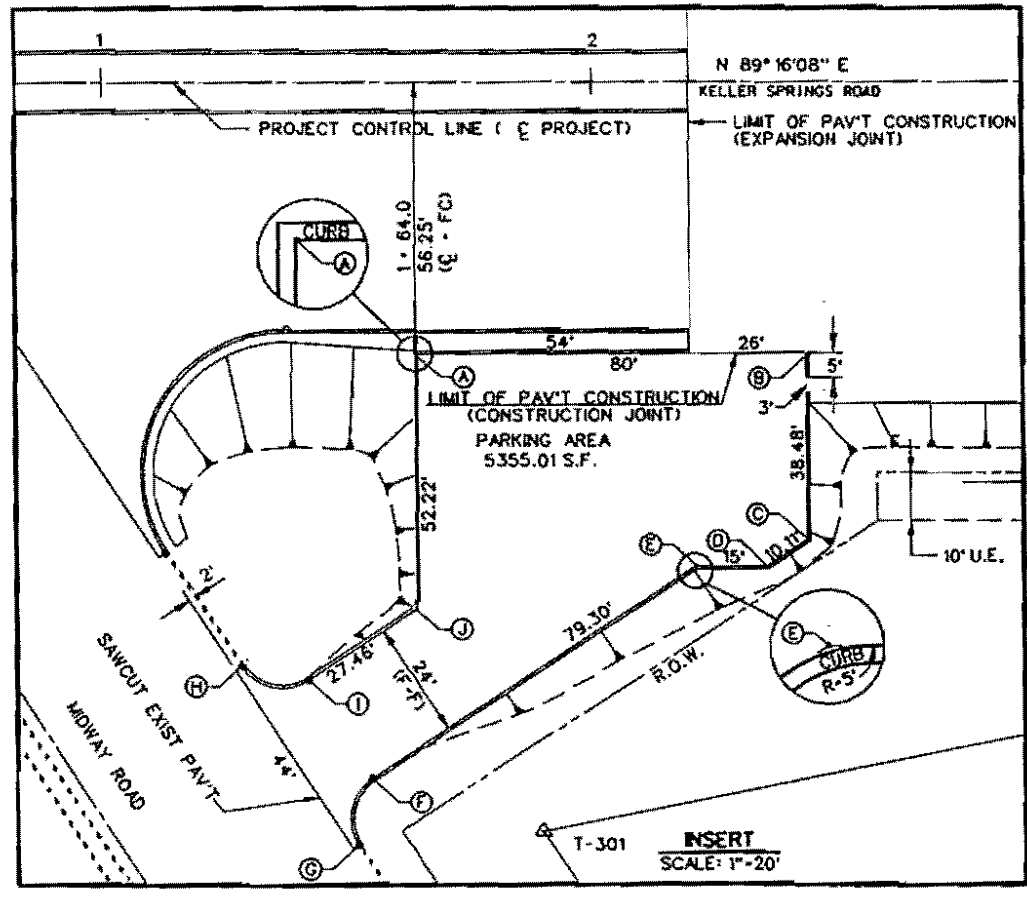 1
2
N 89° 16'08" E
KELLER SPRINGS ROAD
PROJECT CONTROL LINE ( ℄ PROJECT)
LIMIT OF PAV'T CONSTRUCTION
(EXPANSION JOINT)
1 + 64.0
56.25'
(℄ - FC)
CURB
A
54'
26'
80'
A
B
5'
3'
LIMIT OF PAV'T CONSTRUCTION
(CONSTRUCTION JOINT)
PARKING AREA
5355.01 S.F.
38.48'
52.22'
C
D
E
15'
10.11'
10' U.E.
2'
J
79.30'
E
CURB
R-5'
R.O.W.
27.46'
24'
(F-F)
H
I
SAWCUT EXIST PAV'T
MIDWAY ROAD
44'
F
G
T-301
INSERT
SCALE: 1"-20'